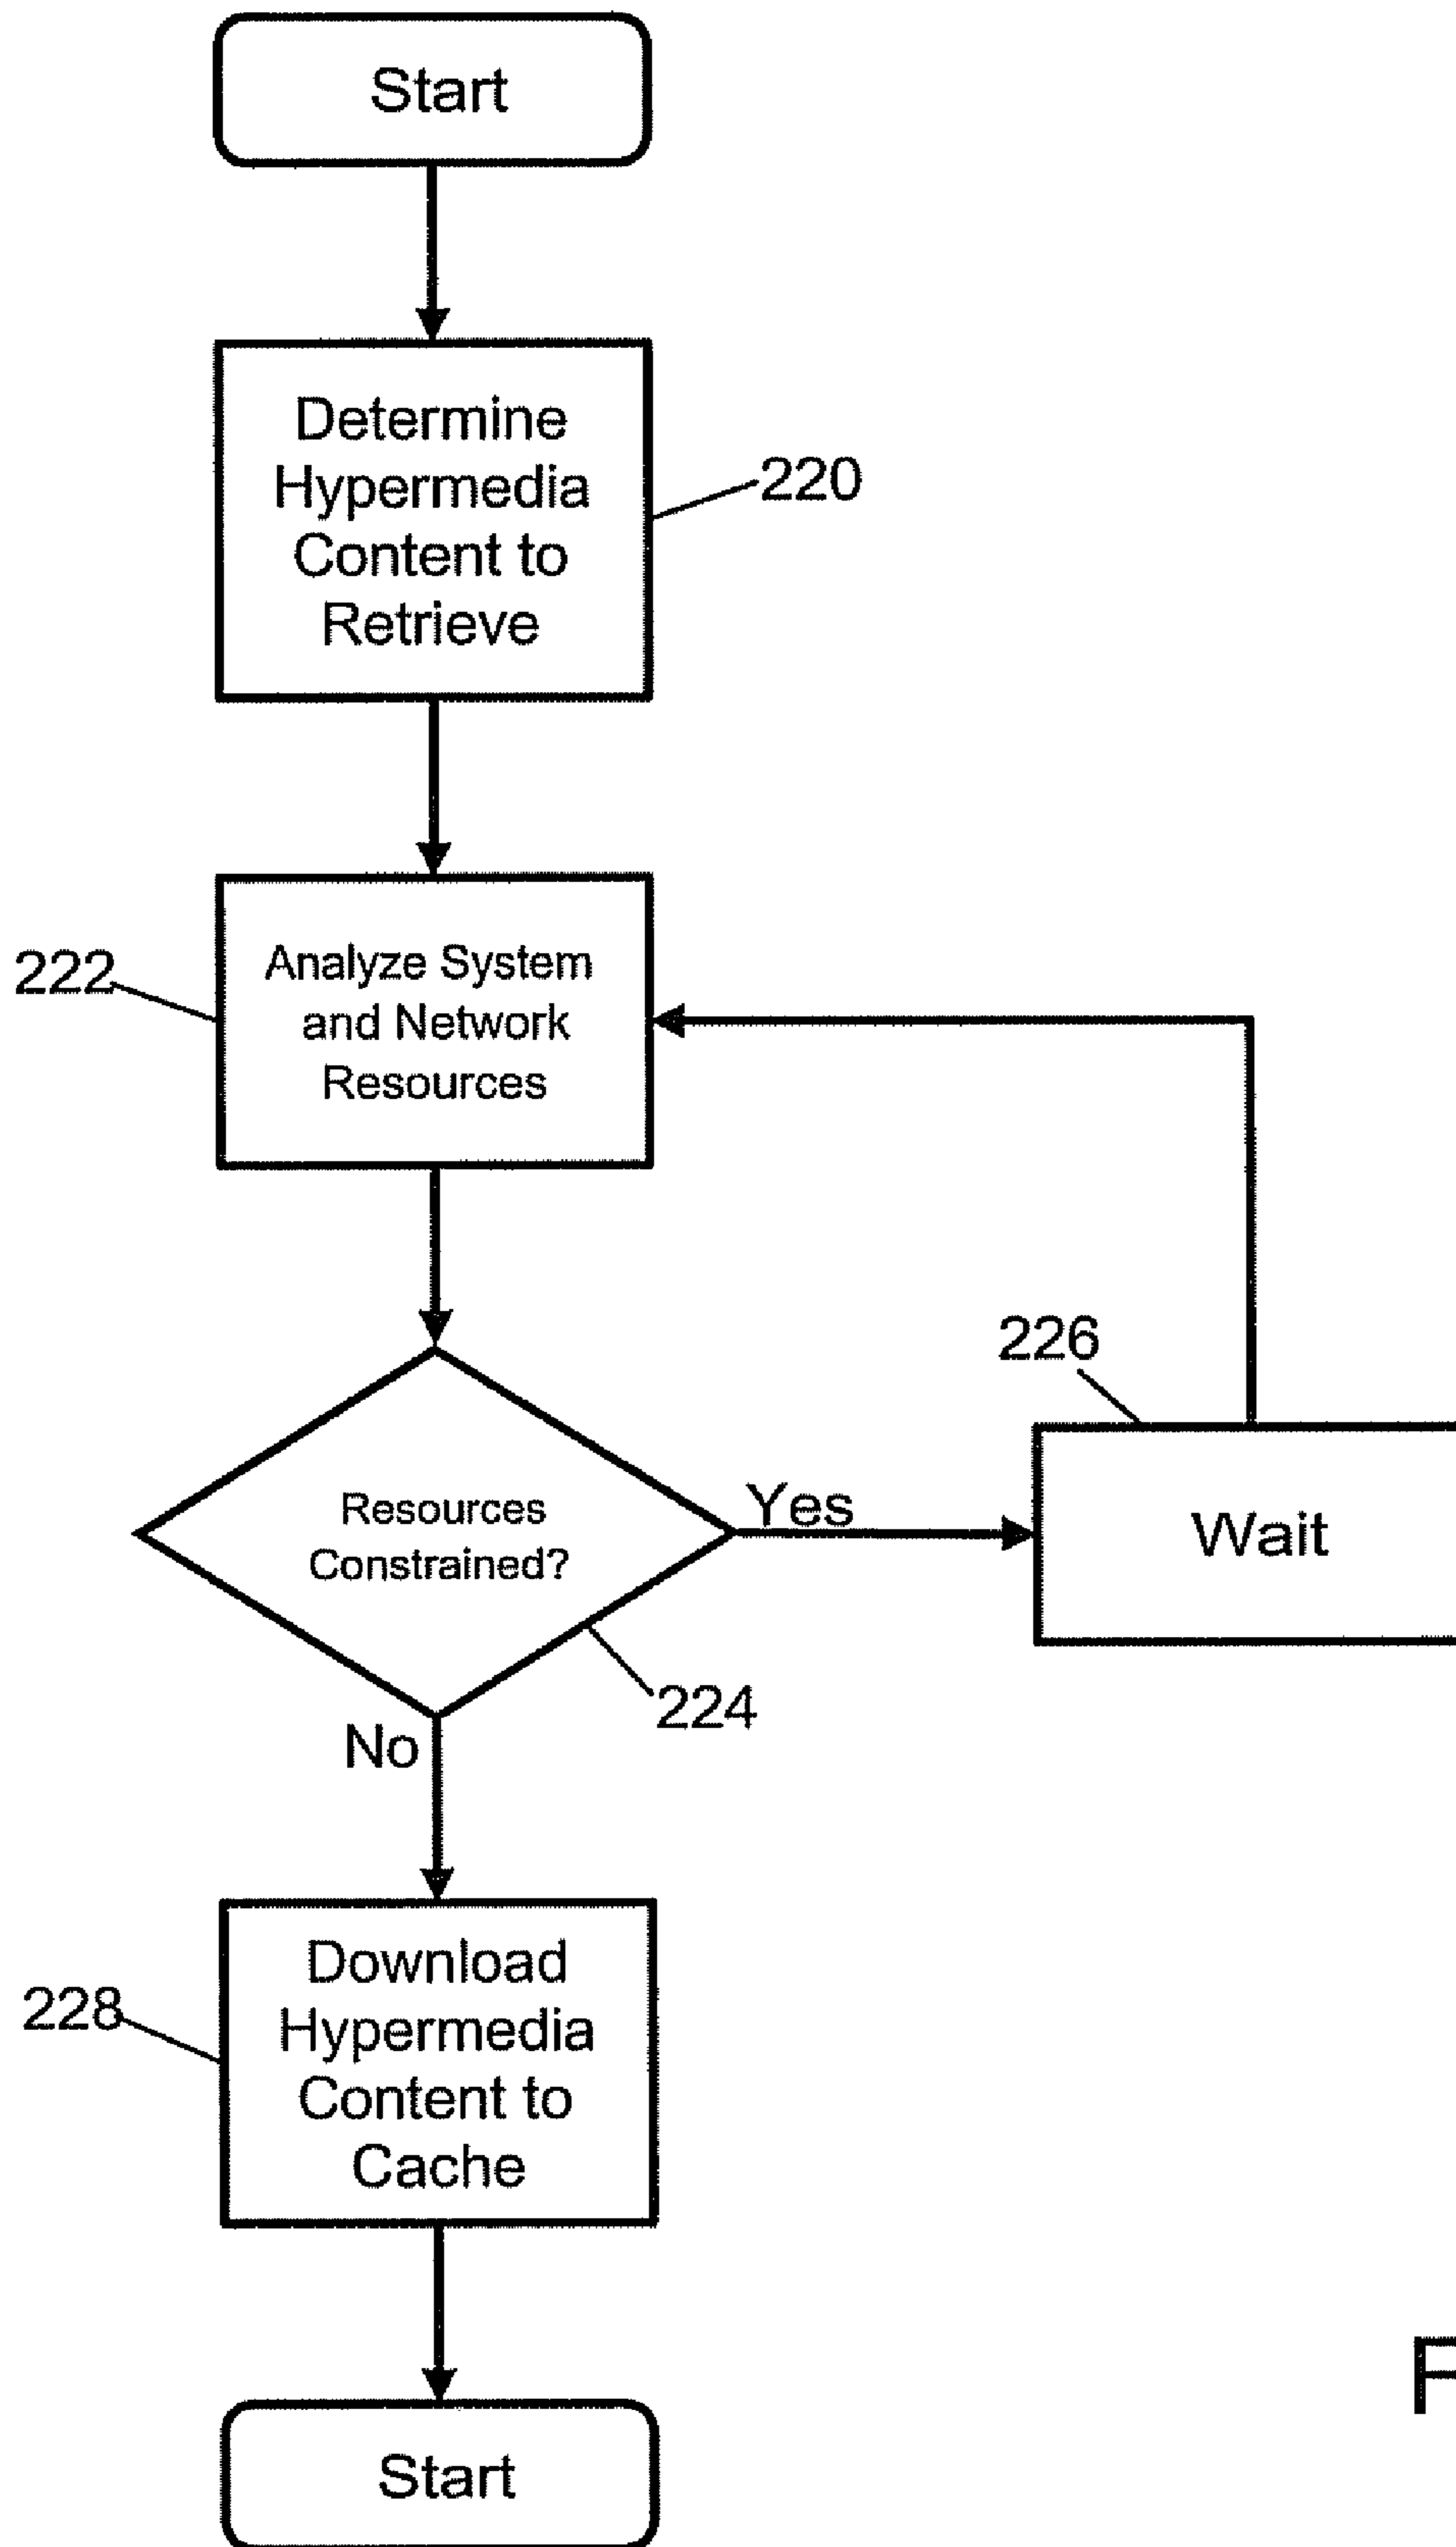 Start
Determine
Hypermedia
Content to
Retrieve
220
222
Analyze System
and Network
Resources
226
Resources
Constrained?
Yes
Wait
224
No
228
Download
Hypermedia
Content to
Cache
F
Start